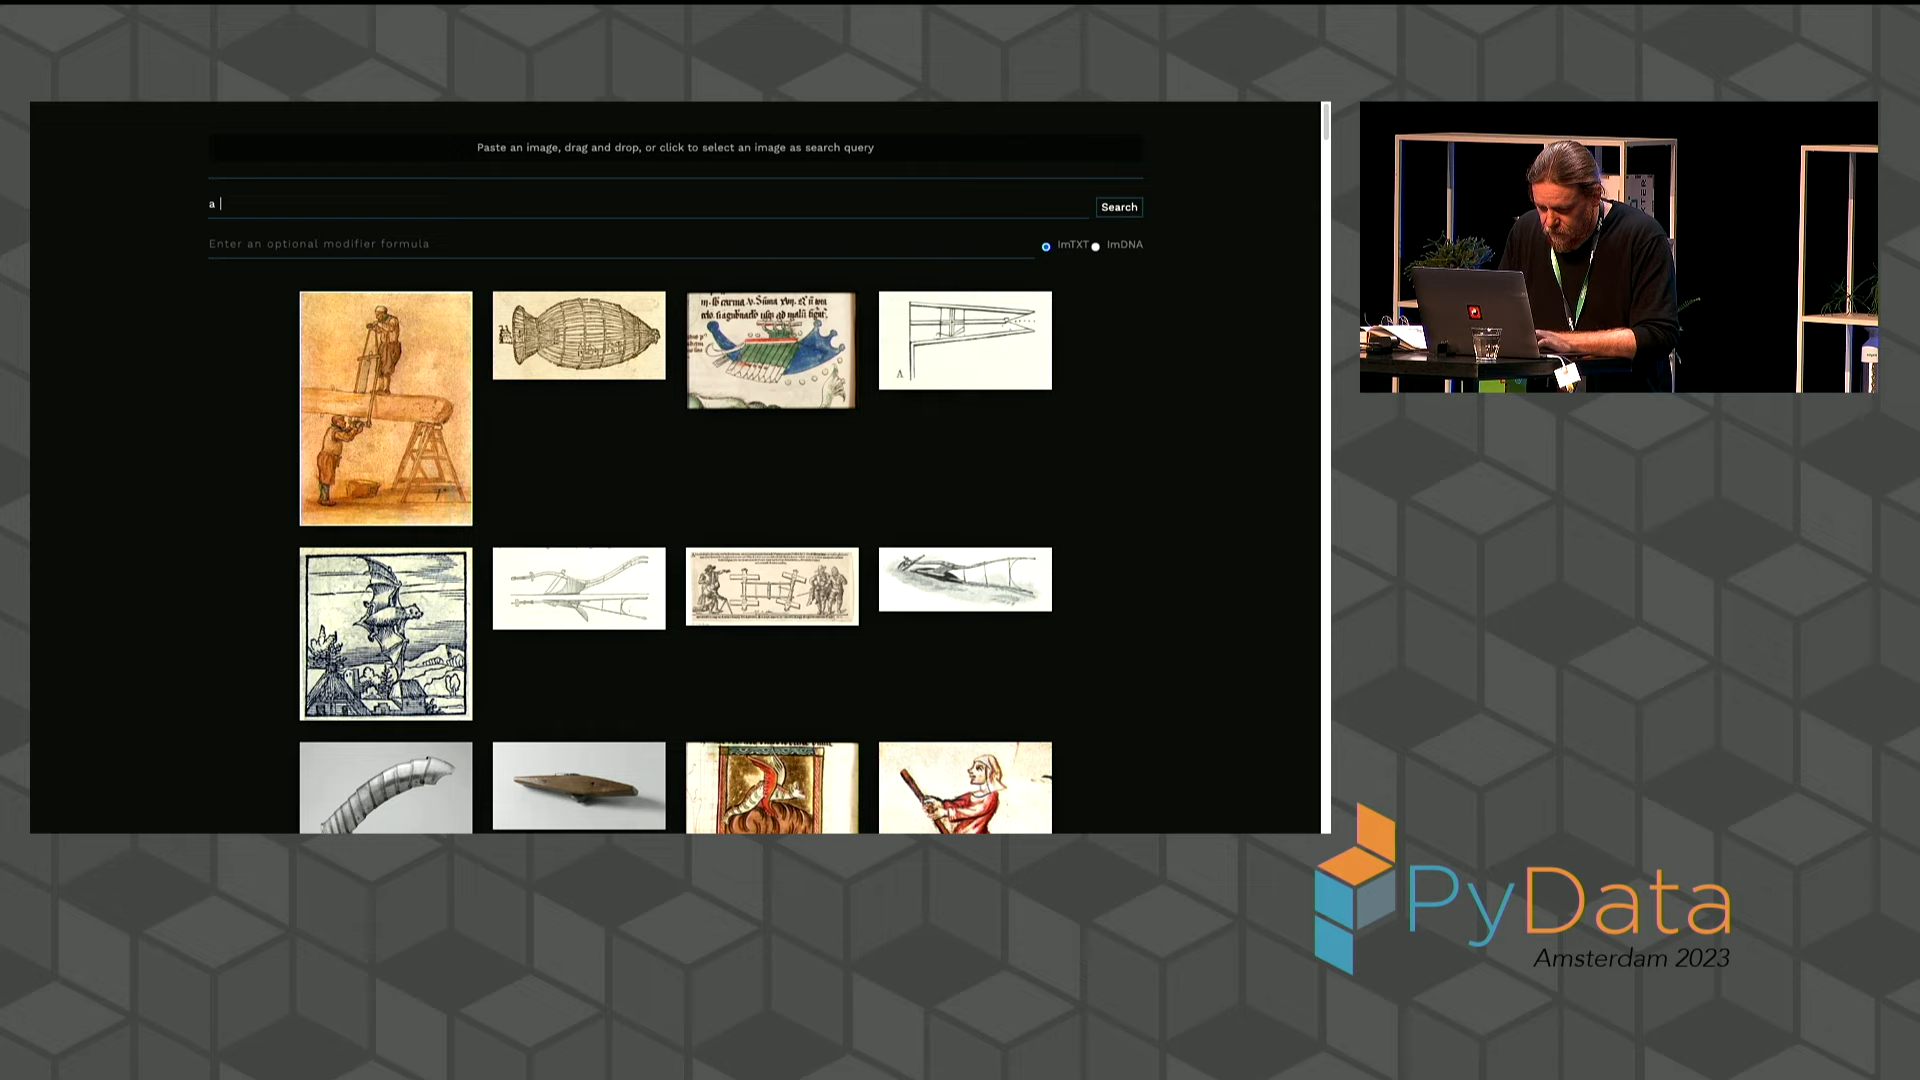 Paste an image, drag and drop, or click to select an image as search query
a
Search
Enter an optional modifier formula
ImTXT
ImDNA
A
PyData
Amsterdam 2023